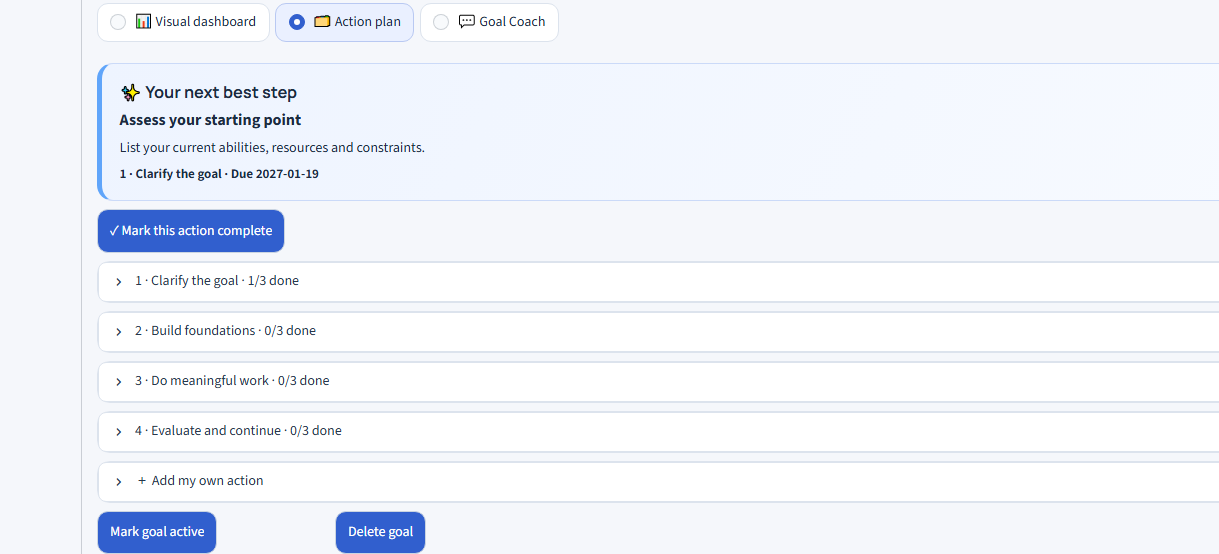 📊 Visual dashboard
🗂️ Action plan
💬 Goal Coach
✨ Your next best step
Assess your starting point
List your current abilities, resources and constraints.
1 · Clarify the goal · Due 2027-01-19
✓ Mark this action complete
1 · Clarify the goal · 1/3 done
2 · Build foundations · 0/3 done
3 · Do meaningful work · 0/3 done
4 · Evaluate and continue · 0/3 done
+ Add my own action
Mark goal active
Delete goal